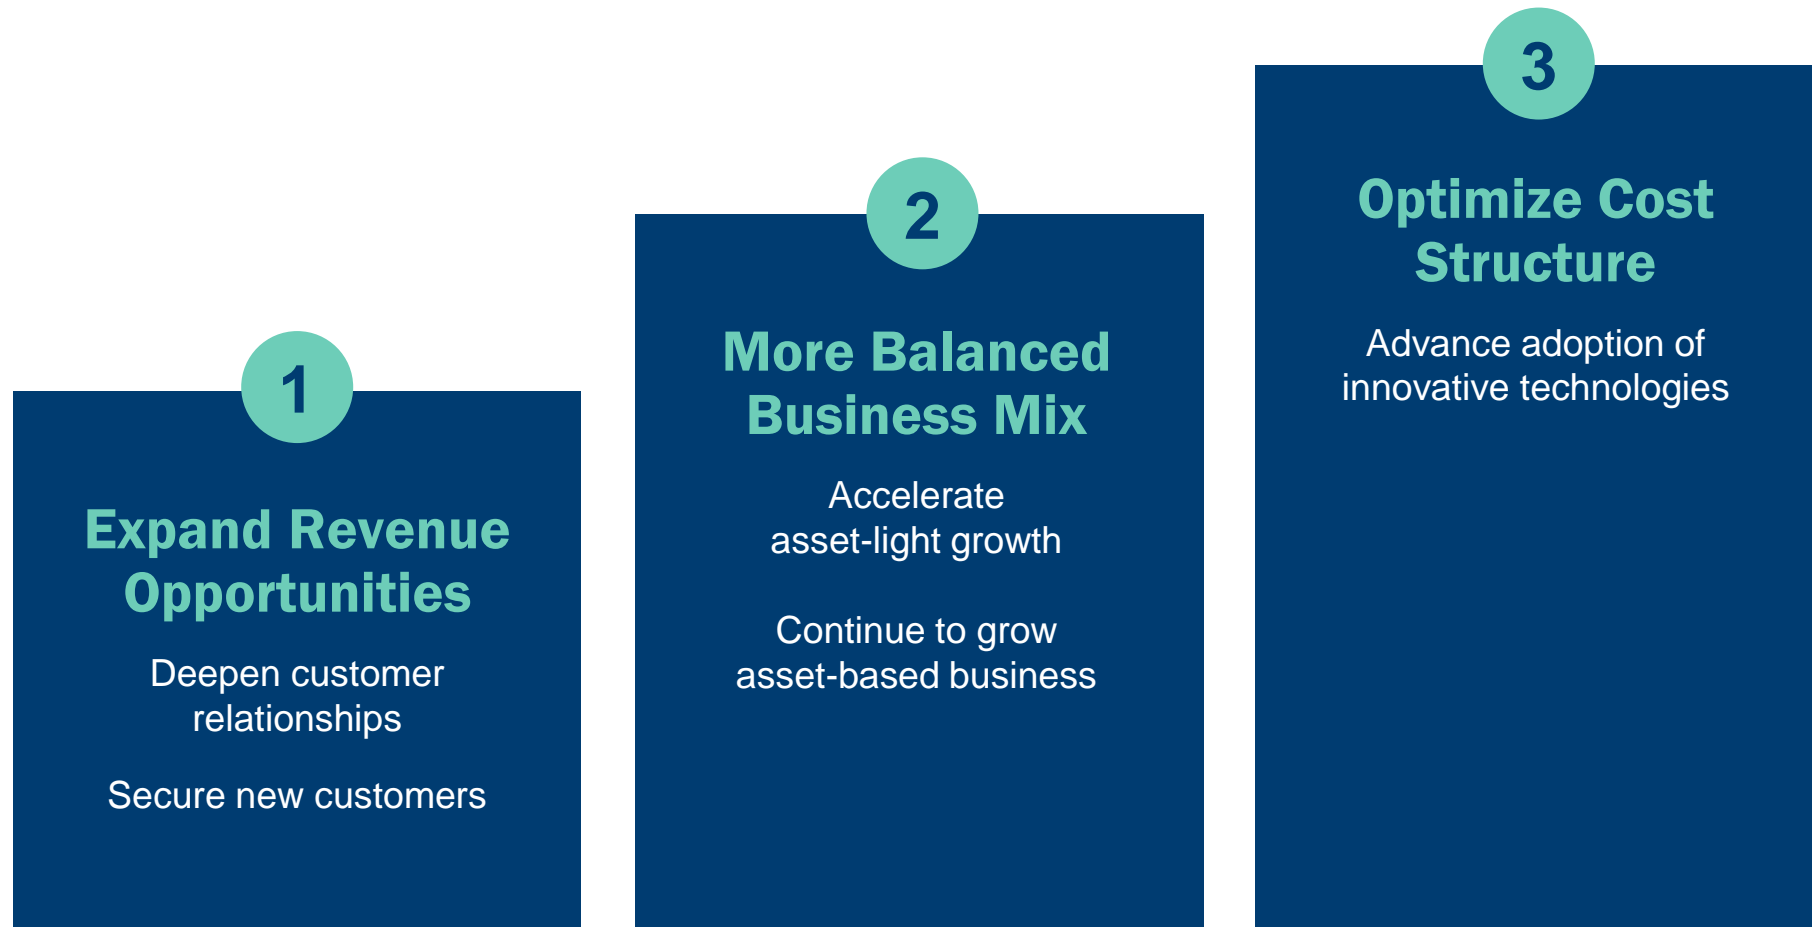 1
Expand Revenue
Opportunities
Deepen customer
relationships
Secure new customers
2
More Balanced
Business Mix
Accelerate
asset-light growth
Continue to grow
asset-based business
3
Optimize Cost
Structure
Advance adoption of
innovative technologies